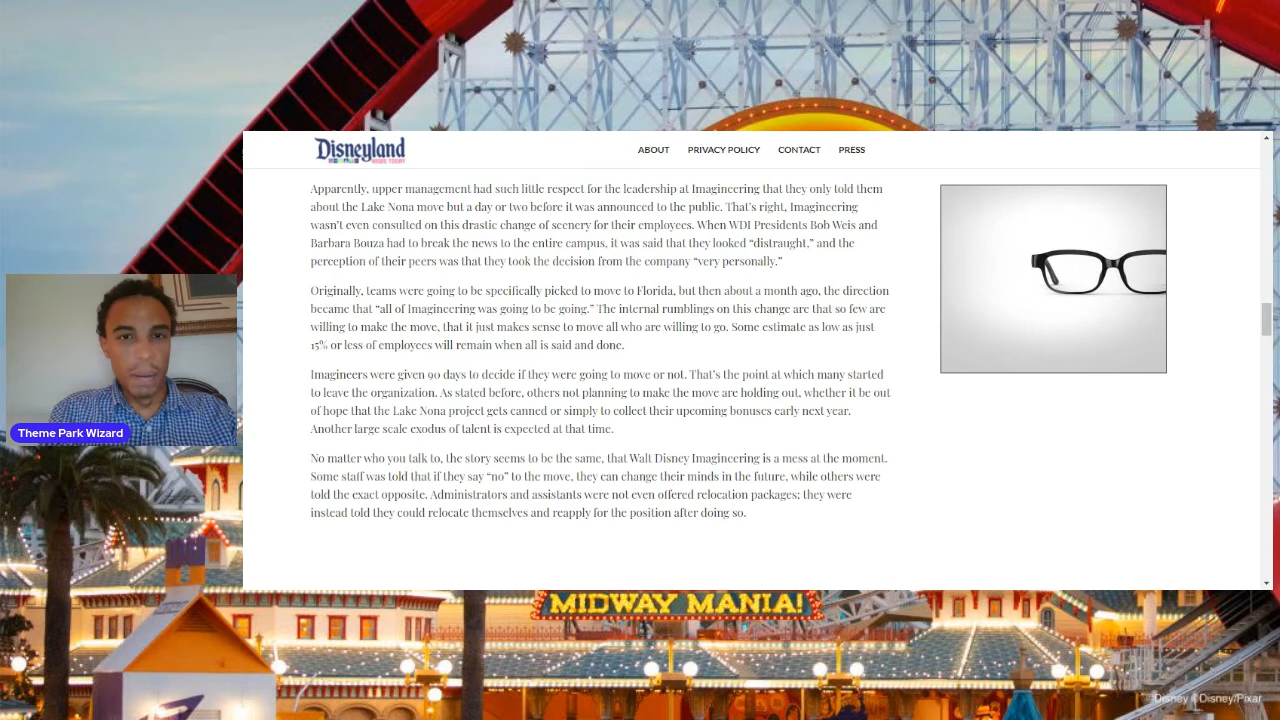 Disneyland
NEWS TODAY
ABOUT
PRIVACY POLICY
CONTACT
PRESS
Apparently, upper management had such little respect for the leadership at Imagineering that they only told them
about the Lake Nona move but a day or two before it was announced to the public. That’s right, Imagineering
wasn’t even consulted on this drastic change of scenery for their employees. When WDI Presidents Bob Weis and
Barbara Bouza had to break the news to the entire campus, it was said that they looked “distraught,” and the
perception of their peers was that they took the decision from the company “very personally.”
Originally, teams were going to be specifically picked to move to Florida, but then about a month ago, the direction
became that “all of Imagineering was going to be going.” The internal rumblings on this change are that so few are
willing to make the move, that it just makes sense to move all who are willing to go. Some estimate as low as just
15% or less of employees will remain when all is said and done.
Imagineers were given 90 days to decide if they were going to move or not. That’s the point at which many started
to leave the organization. As stated before, others not planning to make the move are holding out, whether it be out
of hope that the Lake Nona project gets canned or simply to collect their upcoming bonuses early next year.
Another large scale exodus of talent is expected at that time.
No matter who you talk to, the story seems to be the same, that Walt Disney Imagineering is a mess at the moment.
Some staff was told that if they say “no” to the move, they can change their minds in the future, while others were
told the exact opposite. Administrators and assistants were not even offered relocation packages; they were
instead told they could relocate themselves and reapply for the position after doing so.
Theme Park Wizard
MIDWAY MANIA!
©Disney ©Disney/Pixar